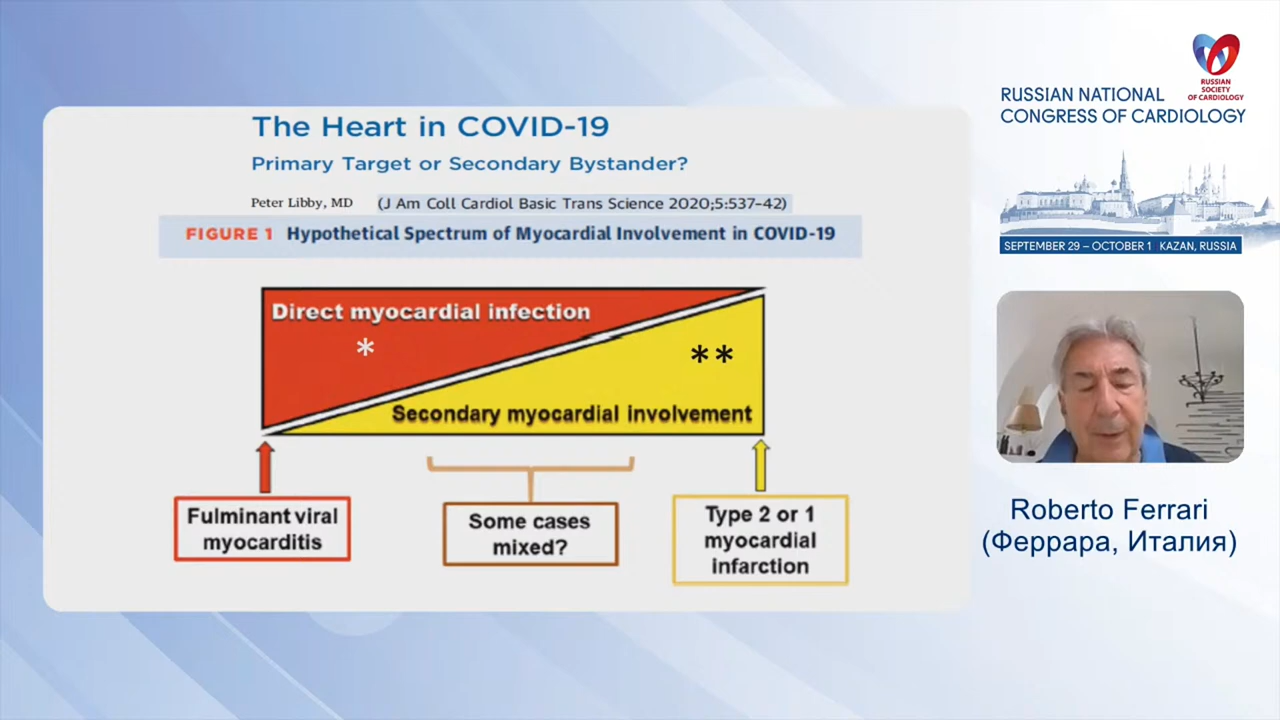 The Heart in COVID-19
Primary Target or Secondary Bystander?
Peter Libby, MD (J Am Coll Cardiol Basic Trans Science 2020;5:537–42)
FIGURE 1 Hypothetical Spectrum of Myocardial Involvement in COVID-19
Direct myocardial infection
*
**
Secondary myocardial involvement
Fulminant viral
myocarditis
Some cases
mixed?
Type 2 or 1
myocardial
infarction
RUSSIAN
SOCIETY
OF CARDIOLOGY
RUSSIAN NATIONAL
CONGRESS OF CARDIOLOGY
SEPTEMBER 29 – OCTOBER 1 KAZAN, RUSSIA
Roberto Ferrari
(Феррара, Италия)